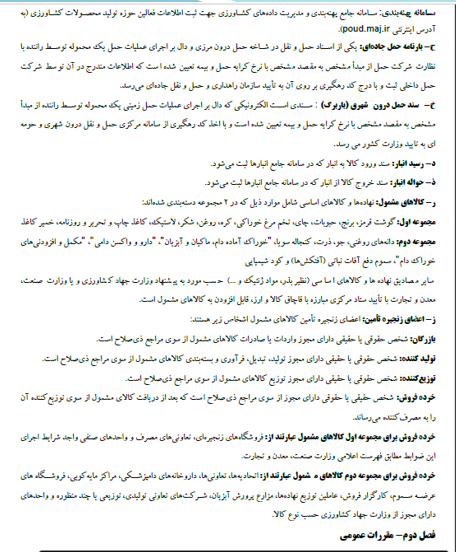 سامانه پهنه‌بندی: سامانه جامع پهنه‌بندی و مدیریت داده‌های کشاورزی جهت ثبت اطلاعات فعالین حوزه تولید محصولات کشاورزی (به
آدرس اینترنتی poud.maj.ir).
ح- بارنامه حمل جاده‌ای: یکی از اسناد حمل و نقل در شاخه حمل درون مرزی و دال بر اجرای عملیات حمل یک محموله توسط راننده با
نظارت شرکت حمل از مبدأ مشخص به مقصد مشخص با نرخ کرایه حمل و بیمه تعیین شده است که اطلاعات مندرج در آن توسط شرکت
حمل داخلی ثبت و با درج کد رهگیری بر روی آن به تأیید سازمان راهداری و حمل و نقل جاده‌ای می‌رسد.
خ- سند حمل درون شهری (باربرگ) : سندی است الکترونیکی که دال بر اجرای عملیات حمل زمینی یک محموله توسط راننده از مبدأ
مشخص به مقصد مشخص با نرخ کرایه حمل و بیمه تعیین شده است و با اخذ کد رهگیری از سامانه مرکزی حمل و نقل درون شهری و حومه
ای به تایید وزارت کشور می رسد.
د- رسید انبار: سند ورود کالا به انبار که در سامانه جامع انبارها ثبت می‌شود.
ذ- حواله انبار: سند خروج کالا از انبار که در سامانه جامع انبارها ثبت می‌شود.
ر- کالاهای مشمول: نهاده‌ها و کالاهای اساسی شامل موارد ذیل که در ۲ مجموعه دسته‌بندی شده‌اند:
مجموعه اول: گوشت قرمز، برنج، حبوبات، چای، تخم مرغ خوراکی، کره، روغن، شکر، لاستیک، کاغذ چاپ و تحریر و روزنامه، خمیر کاغذ
مجموعه دوم: دانه‌های روغنی، جو، ذرت، کنجاله سویا، "خوراک آماده دام، ماکیان و آبزیان"، "دارو و واکسن دامی"، "مکمل و افزودنی‌های
خوراک دام"، سموم دفع آفات نباتی (آفتکش‌ها) و کود شیمیایی
سایر مصادیق نهاده ها و کالاهای اساسی (نظیر بذر، مواد ژنتیک و ...) حسب مورد به پیشنهاد وزارت جهاد کشاورزی و یا وزارت صنعت،
معدن و تجارت با تأیید ستاد مرکزی مبارزه با قاچاق کالا و ارز، قابل افزودن به کالاهای مشمول است.
ز- اعضای زنجیره تأمین: اعضای زنجیره تأمین کالاهای مشمول اشخاص زیر هستند:
بازرگان: شخص حقوقی یا حقیقی دارای مجوز واردات یا صادرات کالاهای مشمول از سوی مراجع ذی‌صلاح است.
تولید کننده: شخص حقوقی یا حقیقی دارای مجوز تولید، تبدیل، فرآوری و بسته‌بندی کالاهای مشمول از سوی مراجع ذی‌صلاح است.
توزیع‌کننده: شخص حقوقی یا حقیقی دارای مجوز توزیع کالاهای مشمول از سوی مراجع ذی‌صلاح است.
خرده فروش: شخص حقیقی یا حقوقی دارای مجوز از سوی مراجع ذی‌صلاح است که بعد از دریافت کالای مشمول از سوی توزیع‌کننده آن
را به مصرف‌کننده می‌رساند.
خرده فروش برای مجموعه اول کالاهای مشمول عبارتند از: فروشگاه‌های زنجیره‌ای، تعاونی‌های مصرف و واحدهای صنفی واجد شرایط اجرای
این ضوابط مطابق فهرست اعلامی وزارت صنعت، معدن و تجارت.
خرده فروش برای مجموعه دوم کالاهای مشمول عبارتند از: اتحادیه‌ها، تعاونی‌ها، داروخانه‌های دامپزشکی، مراکز مایه‌کوبی، فروشگاه های
عرضه سموم، کارگزار فروش، عاملین توزیع نهاده‌ها، مزارع پرورش آبزیان، شرکت‌های تعاونی تولیدی، توزیعی یا چند منظوره و واحدهای
دارای مجوز از وزارت جهاد کشاورزی حسب نوع کالا.
فصل دوم- مقررات عمومی